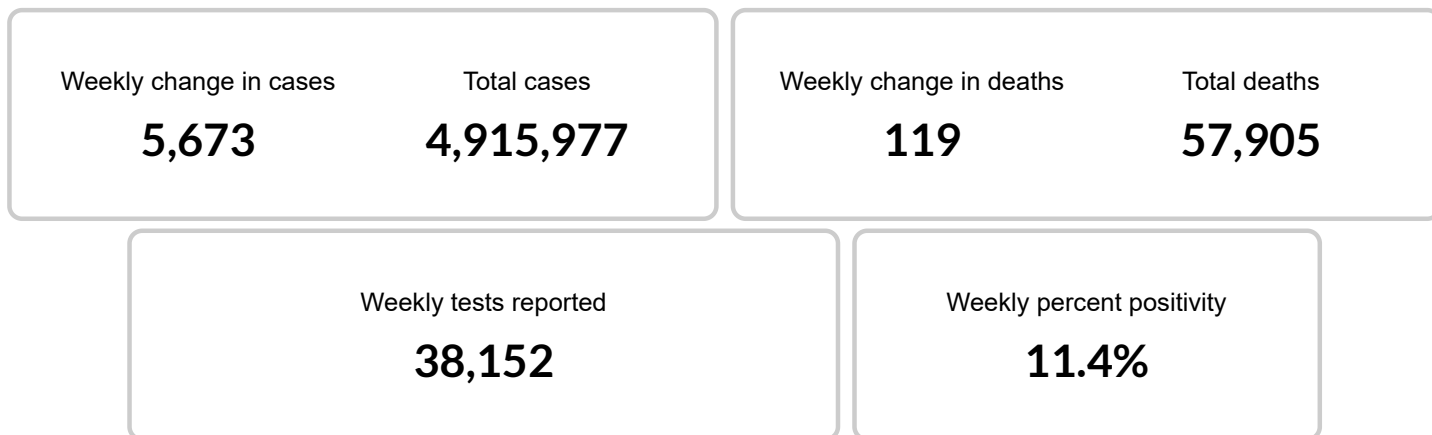 Weekly change in cases
5,673
Total cases
4,915,977
Weekly change in deaths
119
Total deaths
57,905
Weekly tests reported
38,152
Weekly percent positivity
11.4%